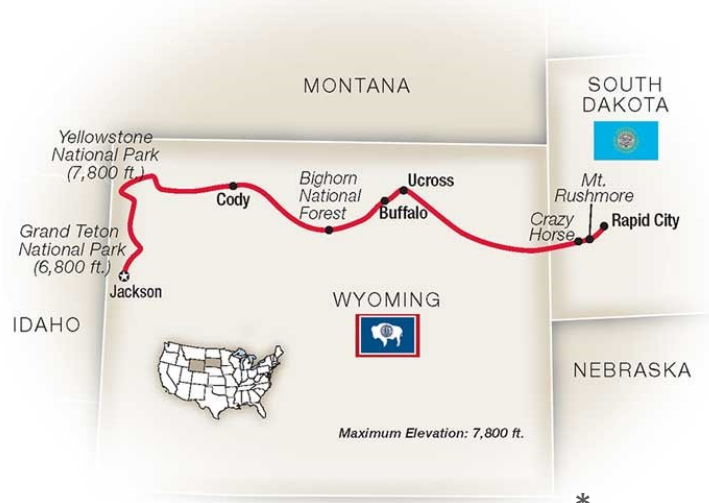 MONTANA
SOUTH
DAKOTA
Yellowstone
National Park
(7,800 ft.)
Cody
Bighorn
National
Forest
Ucross
Buffalo
Mt.
Rushmore
Crazy
Horse
Rapid City
Grand Teton
National Park
(6,800 ft.)
Jackson
IDAHO
WYOMING
NEBRASKA
Maximum Elevation: 7,800 ft.
*